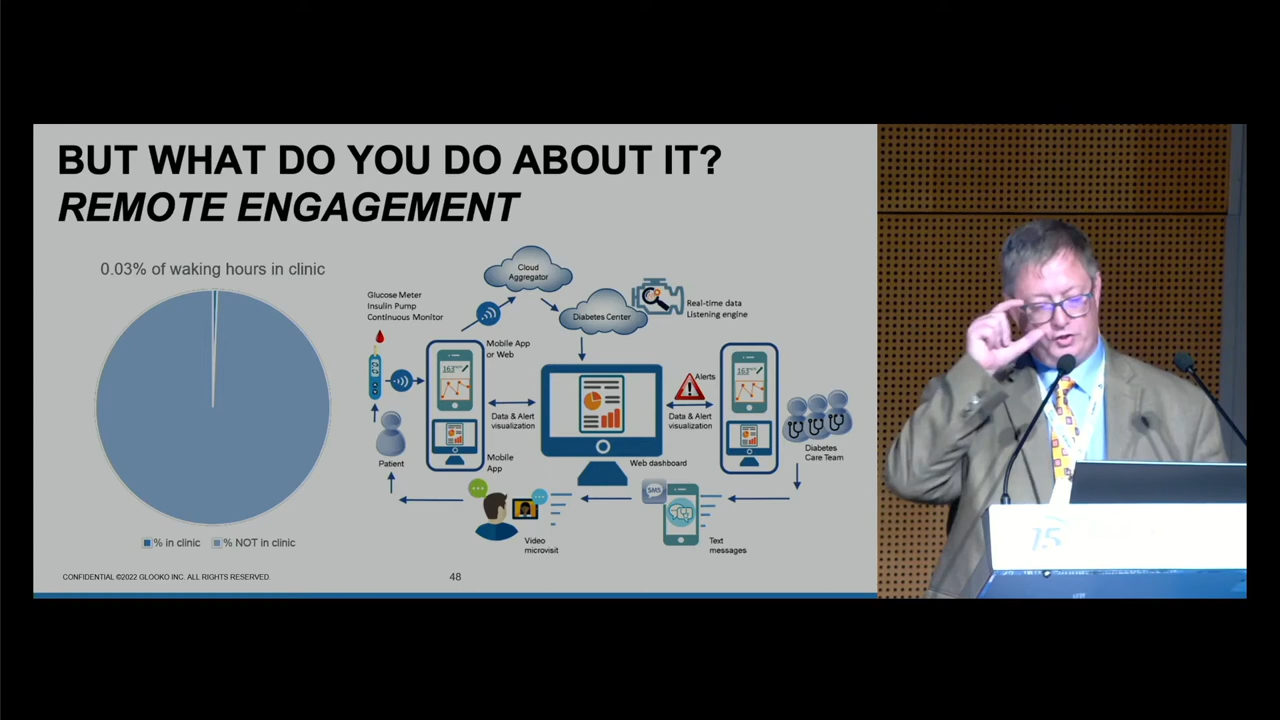 BUT WHAT DO YOU DO ABOUT IT?
REMOTE ENGAGEMENT
0.03% of waking hours in clinic
% in clinic
% NOT in clinic
Glucose Meter
Insulin Pump
Continuous Monitor
Cloud
Aggregator
Diabetes Center
Real-time data
Listening engine
Mobile App
or Web
163
Data & Alert
visualization
Alerts
Data & Alert
visualization
163
Patient
Mobile
App
Web dashboard
Diabetes
Care Team
Video
microvisit
SMS
Text
messages
CONFIDENTIAL ©2022 GLOOKO INC. ALL RIGHTS RESERVED.
48
15